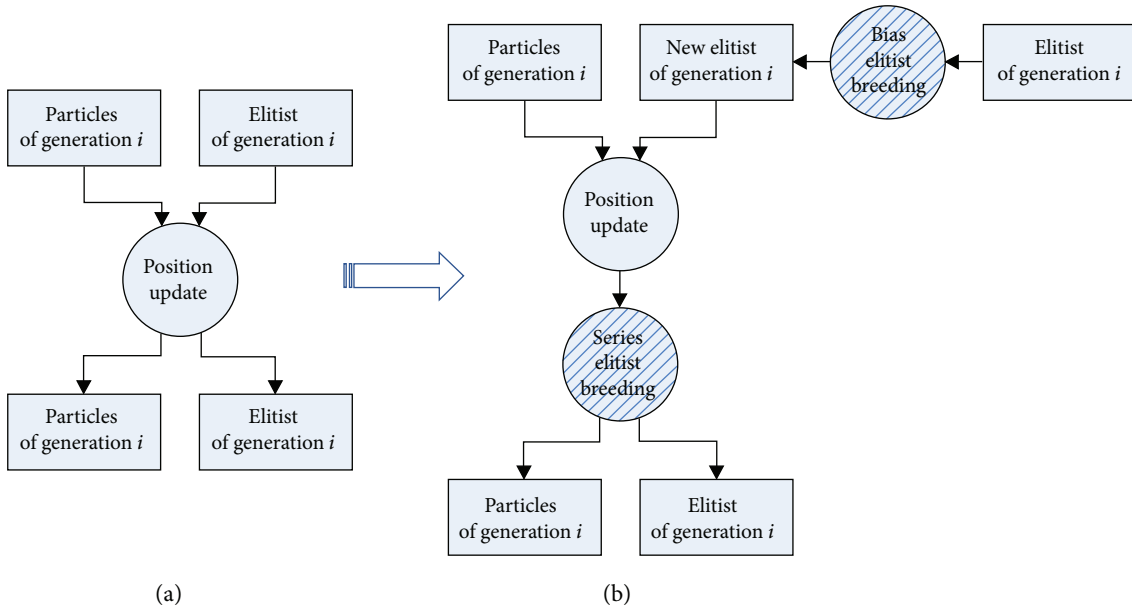 Particles
of generation i
Elitist
of generation i
Position
update
Particles
of generation i
Elitist
of generation i
(a)
Particles
of generation i
New elitist
of generation i
Bias
elitist
breeding
Elitist
of generation i
Position
update
Series
elitist
breeding
Particles
of generation i
Elitist
of generation i
(b)